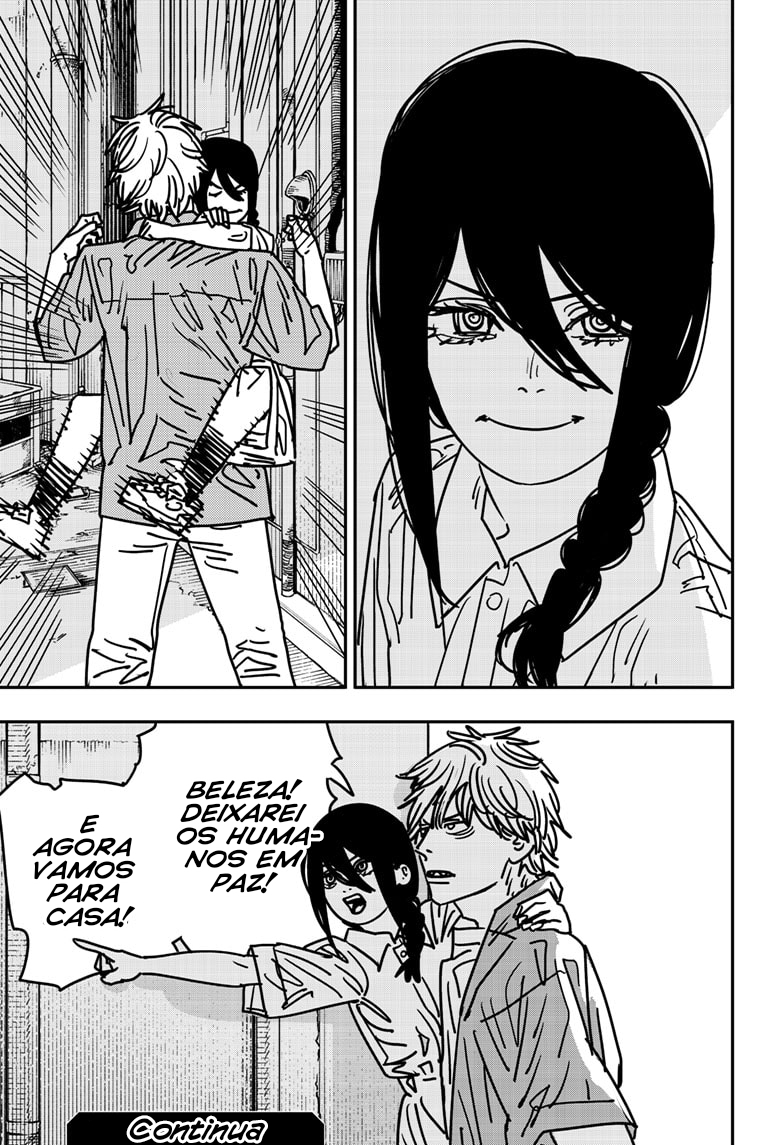 BELEZA!
DEIXAREI
OS HUMA-
NOS EM
PAZ!
E
AGORA
VAMOS
PARA
CASA!
Continua